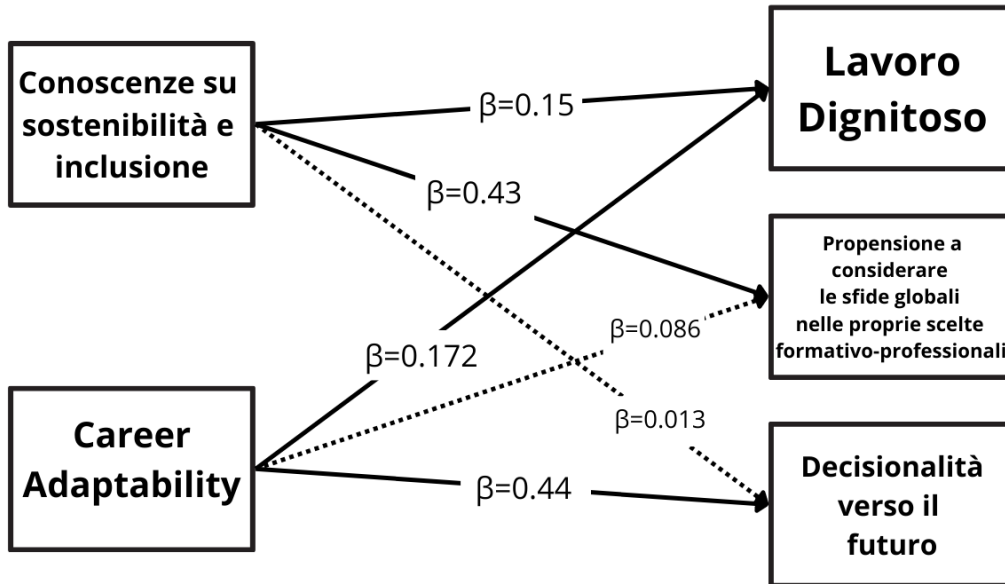 Conoscenze su
sostenibilità e
inclusione
Lavoro
Dignitoso
β=0.15
β=0.43
Propensione a
considerare
le sfide globali
nelle proprie scelte
formativo-professionali
β=0.086
β=0.172
β=0.013
Career
Adaptability
β=0.44
Decisionalità
verso il
futuro